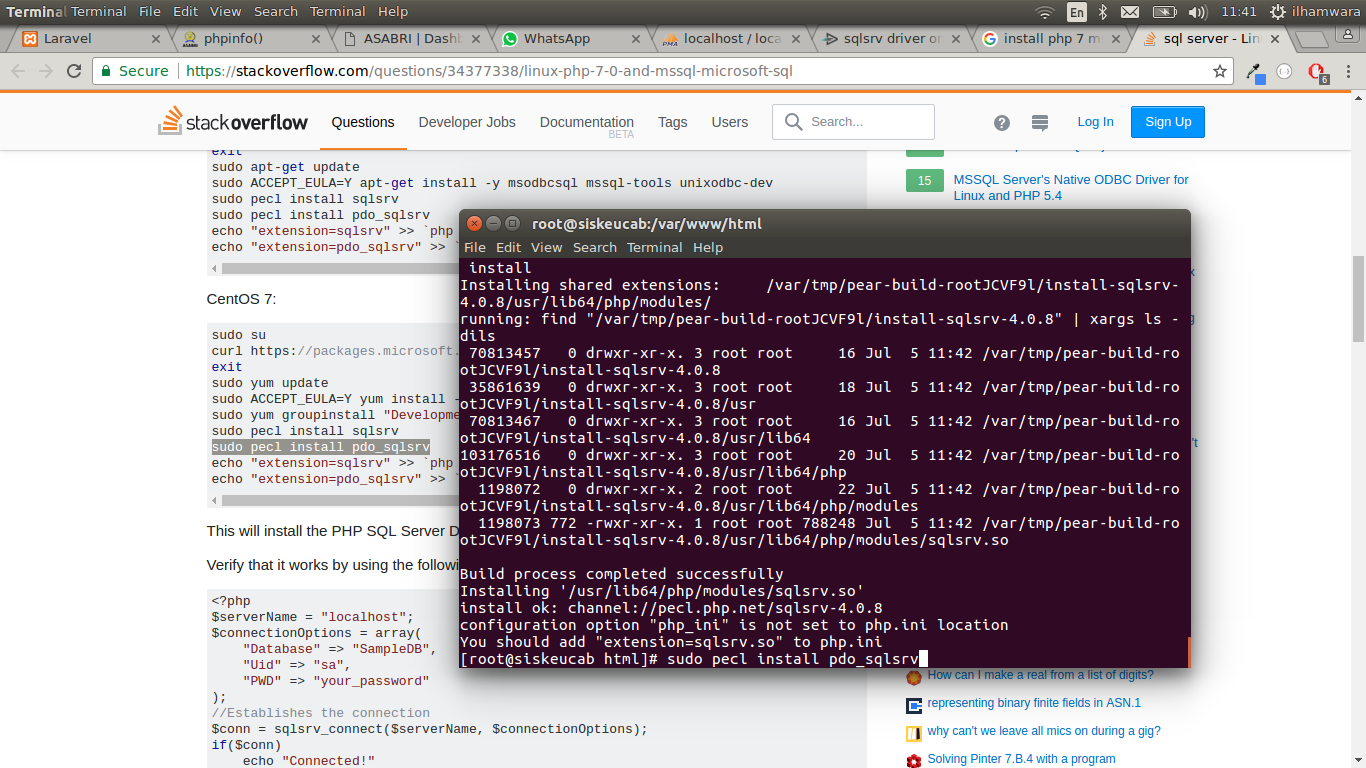 Terminal Terminal File Edit View Search Terminal Help En 11:41 ilhamwara
Laravel phpinfo() ASABRI | Dash WhatsApp localhost / loca sqlsrv driver on install php 7 m sql server - Lin
Secure https://stackoverflow.com/questions/34377338/linux-php-7-0-and-mssql-microsoft-sql 6
stackoverflow Questions Developer Jobs Documentation BETA Tags Users Search... Log In Sign Up
exit
sudo apt-get update
sudo ACCEPT_EULA=Y apt-get install -y msodbcsql mssql-tools unixodbc-dev
sudo pecl install sqlsrv
sudo pecl install pdo_sqlsrv
echo "extension=sqlsrv" >> `php
echo "extension=pdo_sqlsrv" >> `
CentOS 7:
sudo su
curl https://packages.microsoft.
exit
sudo yum update
sudo ACCEPT_EULA=Y yum install -
sudo yum groupinstall "Developme
sudo pecl install sqlsrv
sudo pecl install pdo_sqlsrv
echo "extension=sqlsrv" >> `php
echo "extension=pdo_sqlsrv" >> `
This will install the PHP SQL Server D
Verify that it works by using the followi
<?php
$serverName = "localhost";
$connectionOptions = array(
    "Database" => "SampleDB",
    "Uid" => "sa",
    "PWD" => "your_password"
);
//Establishes the connection
$conn = sqlsrv_connect($serverName, $connectionOptions);
if($conn)
    echo "Connected!"
15 MSSQL Server's Native ODBC Driver for
Linux and PHP 5.4
root@siskeucab:/var/www/html
File Edit View Search Terminal Help
 install
Installing shared extensions:     /var/tmp/pear-build-rootJCVF9l/install-sqlsrv-
4.0.8/usr/lib64/php/modules/
running: find "/var/tmp/pear-build-rootJCVF9l/install-sqlsrv-4.0.8" | xargs ls -
dils
 70813457   0 drwxr-xr-x. 3 root root     16 Jul  5 11:42 /var/tmp/pear-build-ro
otJCVF9l/install-sqlsrv-4.0.8
 35861639   0 drwxr-xr-x. 3 root root     18 Jul  5 11:42 /var/tmp/pear-build-ro
otJCVF9l/install-sqlsrv-4.0.8/usr
 70813467   0 drwxr-xr-x. 3 root root     16 Jul  5 11:42 /var/tmp/pear-build-ro
otJCVF9l/install-sqlsrv-4.0.8/usr/lib64
103176516   0 drwxr-xr-x. 3 root root     20 Jul  5 11:42 /var/tmp/pear-build-ro
otJCVF9l/install-sqlsrv-4.0.8/usr/lib64/php
  1198072   0 drwxr-xr-x. 2 root root     22 Jul  5 11:42 /var/tmp/pear-build-ro
otJCVF9l/install-sqlsrv-4.0.8/usr/lib64/php/modules
  1198073 772 -rwxr-xr-x. 1 root root 788248 Jul  5 11:42 /var/tmp/pear-build-ro
otJCVF9l/install-sqlsrv-4.0.8/usr/lib64/php/modules/sqlsrv.so
Build process completed successfully
Installing '/usr/lib64/php/modules/sqlsrv.so'
install ok: channel://pecl.php.net/sqlsrv-4.0.8
configuration option "php_ini" is not set to php.ini location
You should add "extension=sqlsrv.so" to php.ini
[root@siskeucab html]# sudo pecl install pdo_sqlsrv
How can I make a real from a list of digits?
representing binary finite fields in ASN.1
why can't we leave all mics on during a gig?
Solving Pinter 7.B.4 with a program